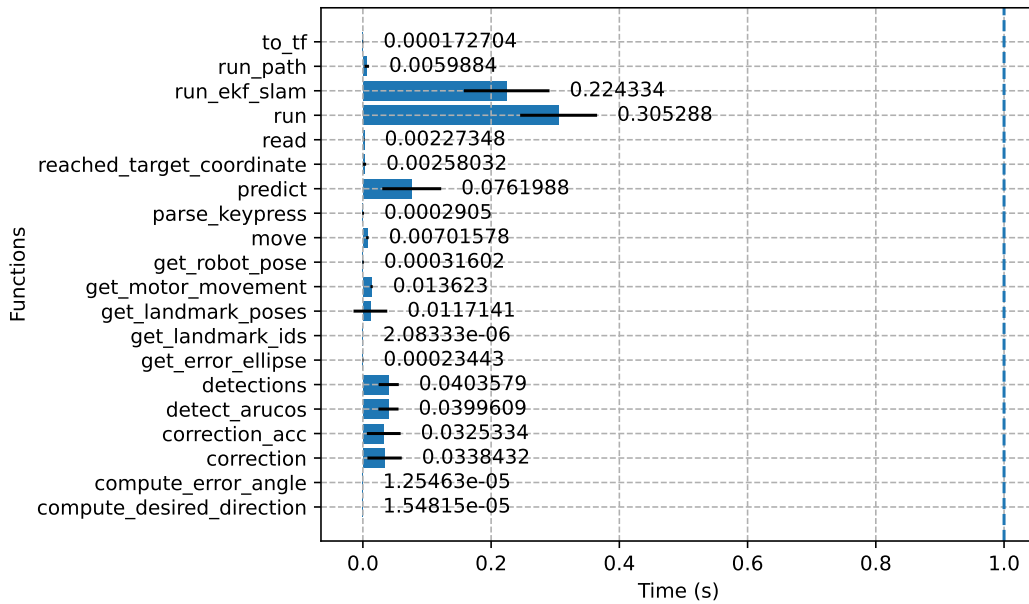 to_tf 0.000172704
run_path 0.0059884
run_ekf_slam 0.224334
run 0.305288
read 0.00227348
reached_target_coordinate 0.00258032
predict 0.0761988
parse_keypress 0.0002905
move 0.00701578
get_robot_pose 0.00031602
get_motor_movement 0.013623
get_landmark_poses 0.0117141
get_landmark_ids 2.08333e-06
get_error_ellipse 0.00023443
detections 0.0403579
detect_arucos 0.0399609
correction_acc 0.0325334
correction 0.0338432
compute_error_angle 1.25463e-05
compute_desired_direction 1.54815e-05
Functions
0.0 0.2 0.4 0.6 0.8 1.0
Time (s)